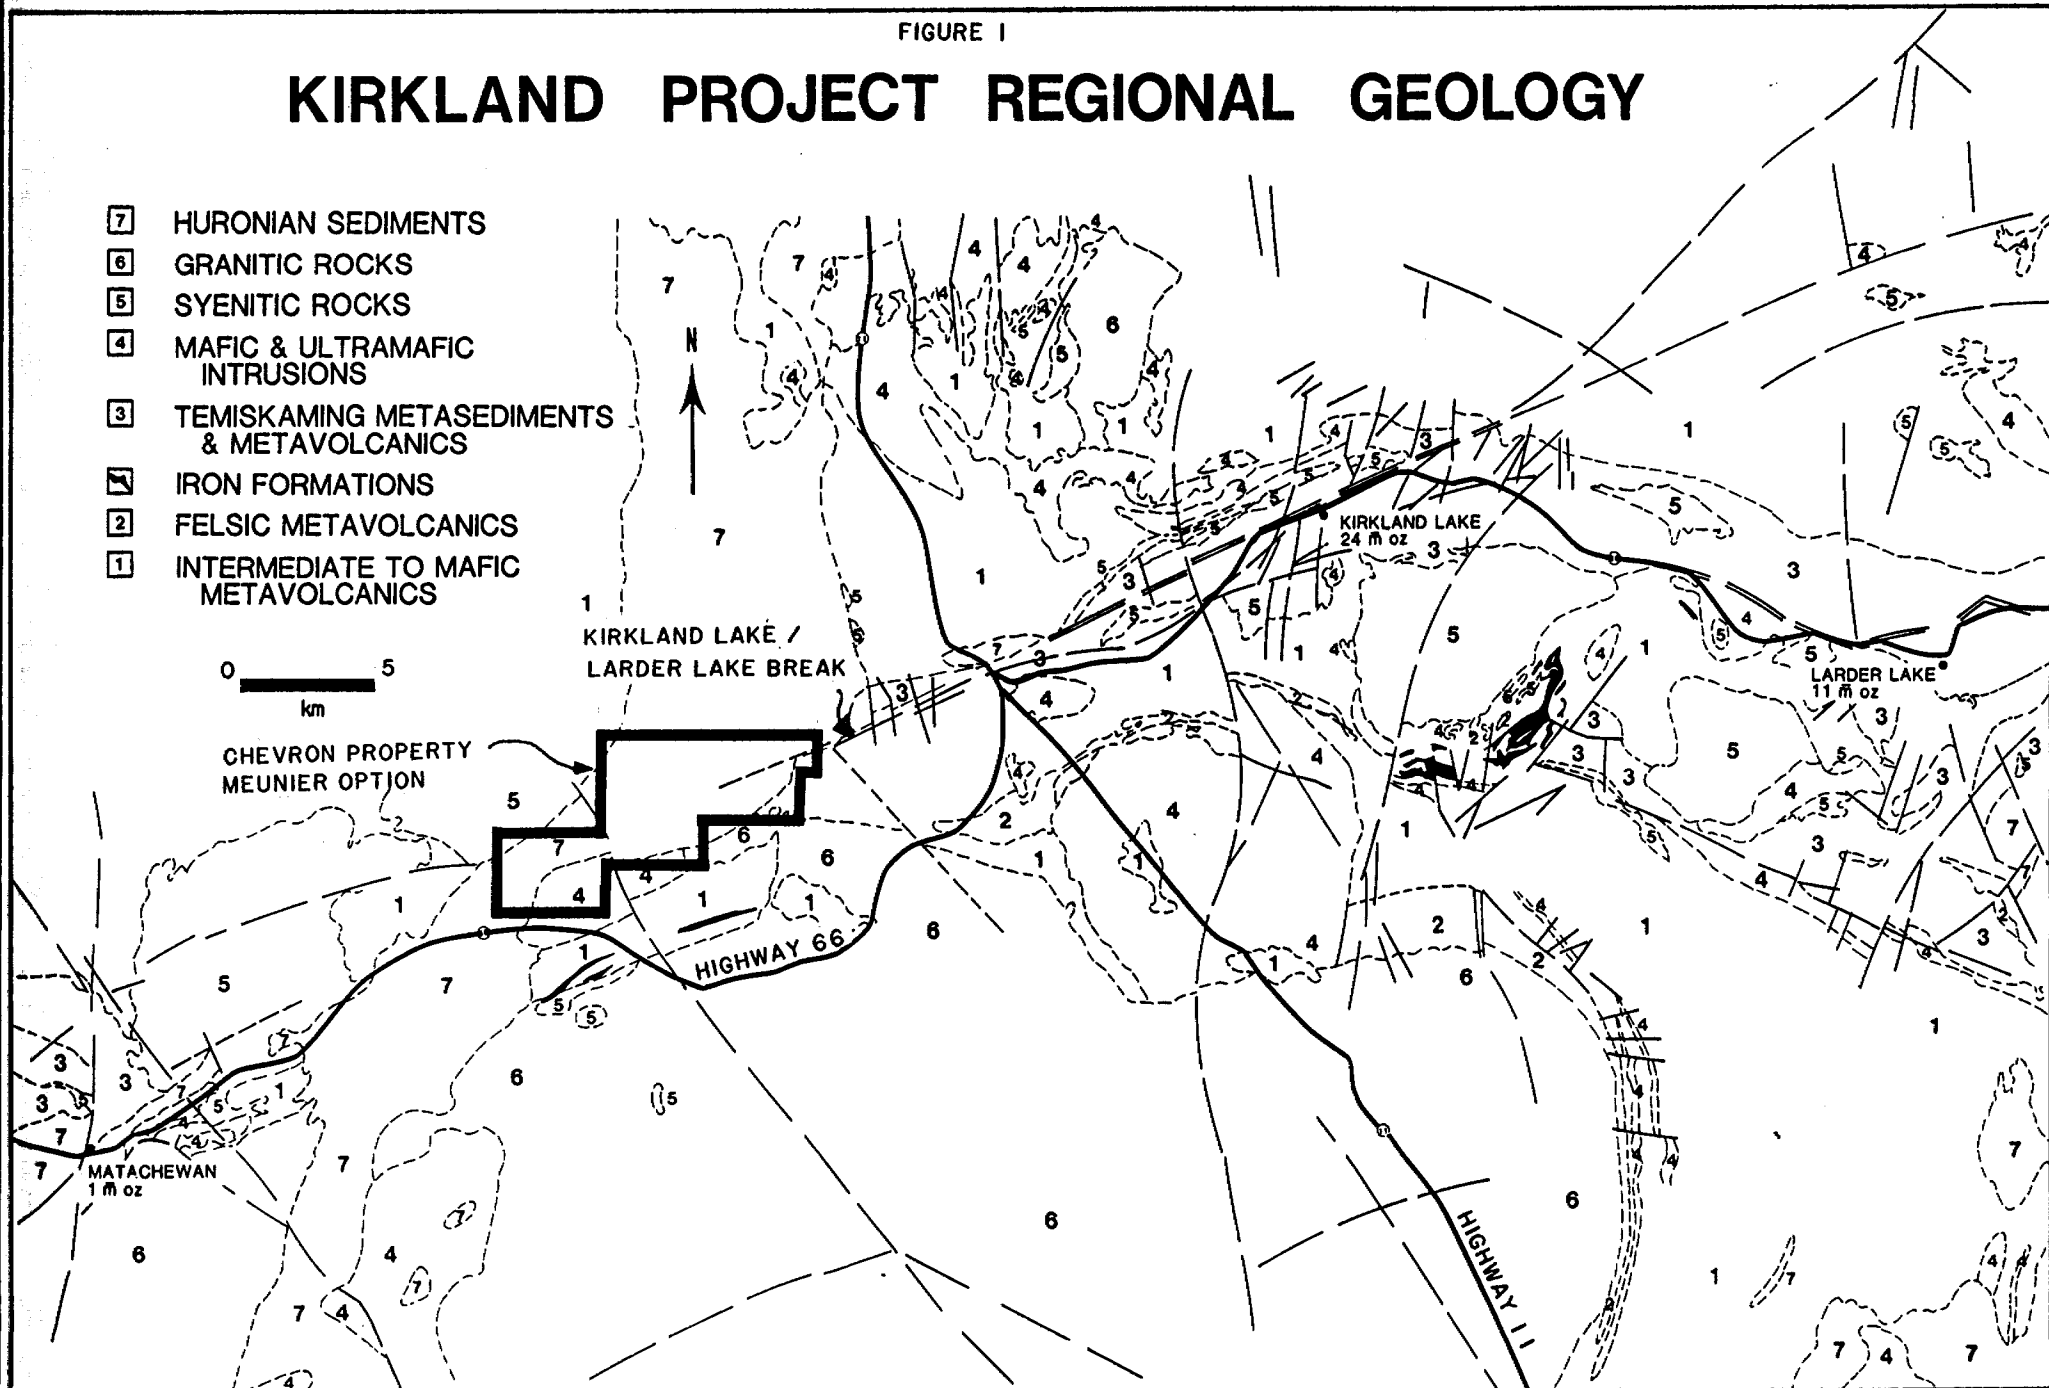 FIGURE 1
KIRKLAND PROJECT REGIONAL GEOLOGY
7 HURONIAN SEDIMENTS
6 GRANITIC ROCKS
5 SYENITIC ROCKS
4 MAFIC & ULTRAMAFIC
INTRUSIONS
3 TEMISKAMING METASEDIMENTS
& METAVOLCANICS
IRON FORMATIONS
2 FELSIC METAVOLCANICS
1 INTERMEDIATE TO MAFIC
METAVOLCANICS
N
0 5
km
KIRKLAND LAKE /
LARDER LAKE BREAK
CHEVRON PROPERTY
MEUNIER OPTION
KIRKLAND LAKE
24 m oz
LARDER LAKE
11 m oz
HIGHWAY 66
MATACHEWAN
1 m oz
HIGHWAY 11